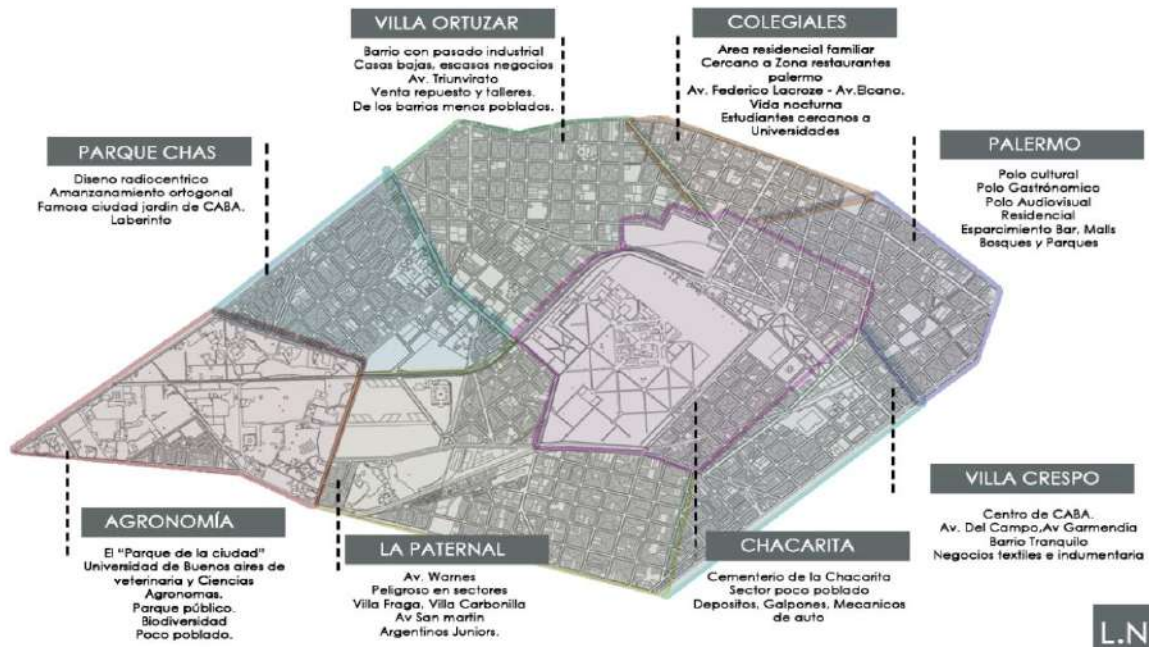 VILLA ORTUZAR
Barrio con pasado industrial
Casas bajas, escasos negocios
Av. Triunvirato
Venta repuesto y talleres.
De los barrios menos poblados.
COLEGIALES
Area residencial familiar
Cercano a Zona restaurantes
palermo
Av. Federico Lacroze - Av.Elcano.
Vida nocturna
Estudiantes cercanos a
Universidades
PARQUE CHAS
Diseno radiocentrico
Amanzanamiento ortogonal
Famosa ciudad jardin de CABA.
Laberinto
PALERMO
Polo cultural
Polo Gastrónomico
Polo Audiovisual
Residencial
Esparcimiento Bar, Malls
Bosques y Parques
AGRONOMÍA
El "Parque de la ciudad"
Universidad de Buenos aires de
veterinaria y Ciencias
Agronomas.
Parque público.
Biodiversidad
Poco poblado.
LA PATERNAL
Av. Warnes
Peligroso en sectores
Villa Fraga, Villa Carbonilla
Av San martin
Argentinos Juniors.
CHACARITA
Cementerio de la Chacarita
Sector poco poblado
Depositos, Galpones, Mecanicos
de auto
VILLA CRESPO
Centro de CABA.
Av. Del Campo,Av Garmendia
Barrio Tranquilo
Negocios textiles e indumentaria
L.N